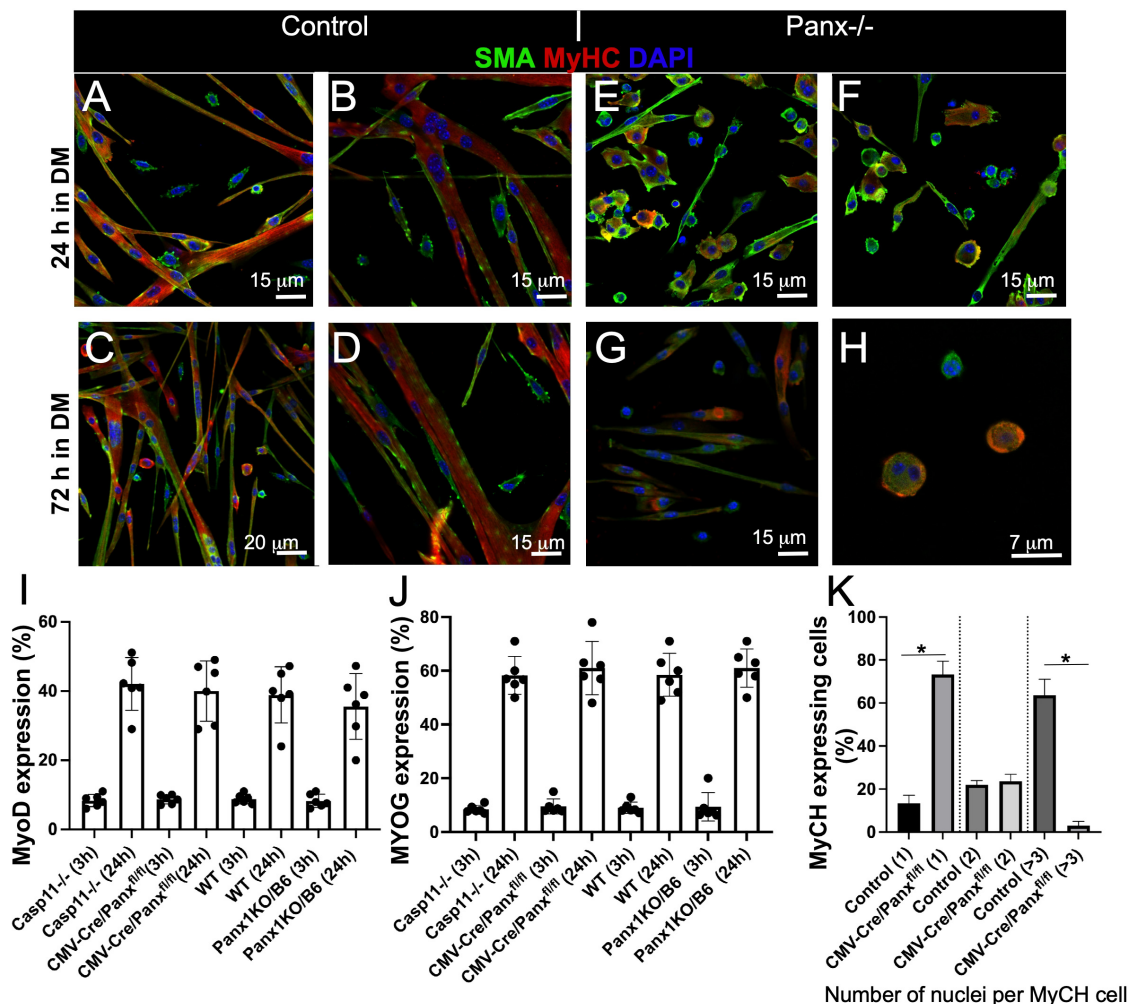 Control
Panx-/-
SMA MyHC DAPI
24 h in DM
A
15 µm
B
15 µm
E
15 µm
F
15 µm
72 h in DM
C
20 µm
D
15 µm
G
15 µm
H
7 µm
I
MyoD expression (%)
60
40
20
0
Casp11-/- (3h)
Casp11-/- (24h)
CMV-Cre/Panxfl/fl/fl (3h)
CMV-Cre/Panxfl/fl (24h)
WT (3h)
WT (24h)
Panx1KO/B6 (3h)
Panx1KO/B6 (24h)
J
MYOG expression (%)
80
60
40
20
0
Casp11-/- (3h)
Casp11-/- (24h)
CMV-Cre/Panxfl/fl (3h)
CMV-Cre/Panxfl/fl (24h)
WT (3h)
WT (24h)
Panx1KO/B6 (3h)
Panx1KO/B6 (24h)
K
MyCH expressing cells
(%)
100
80
60
40
20
0
*
*
Control (1)
CMV-Cre/Panxfl/fl (1)
Control (2)
CMV-Cre/Panxfl/fl (2)
Control (>3)
CMV-Cre/Panxfl/fl (>3)
Number of nuclei per MyCH cell